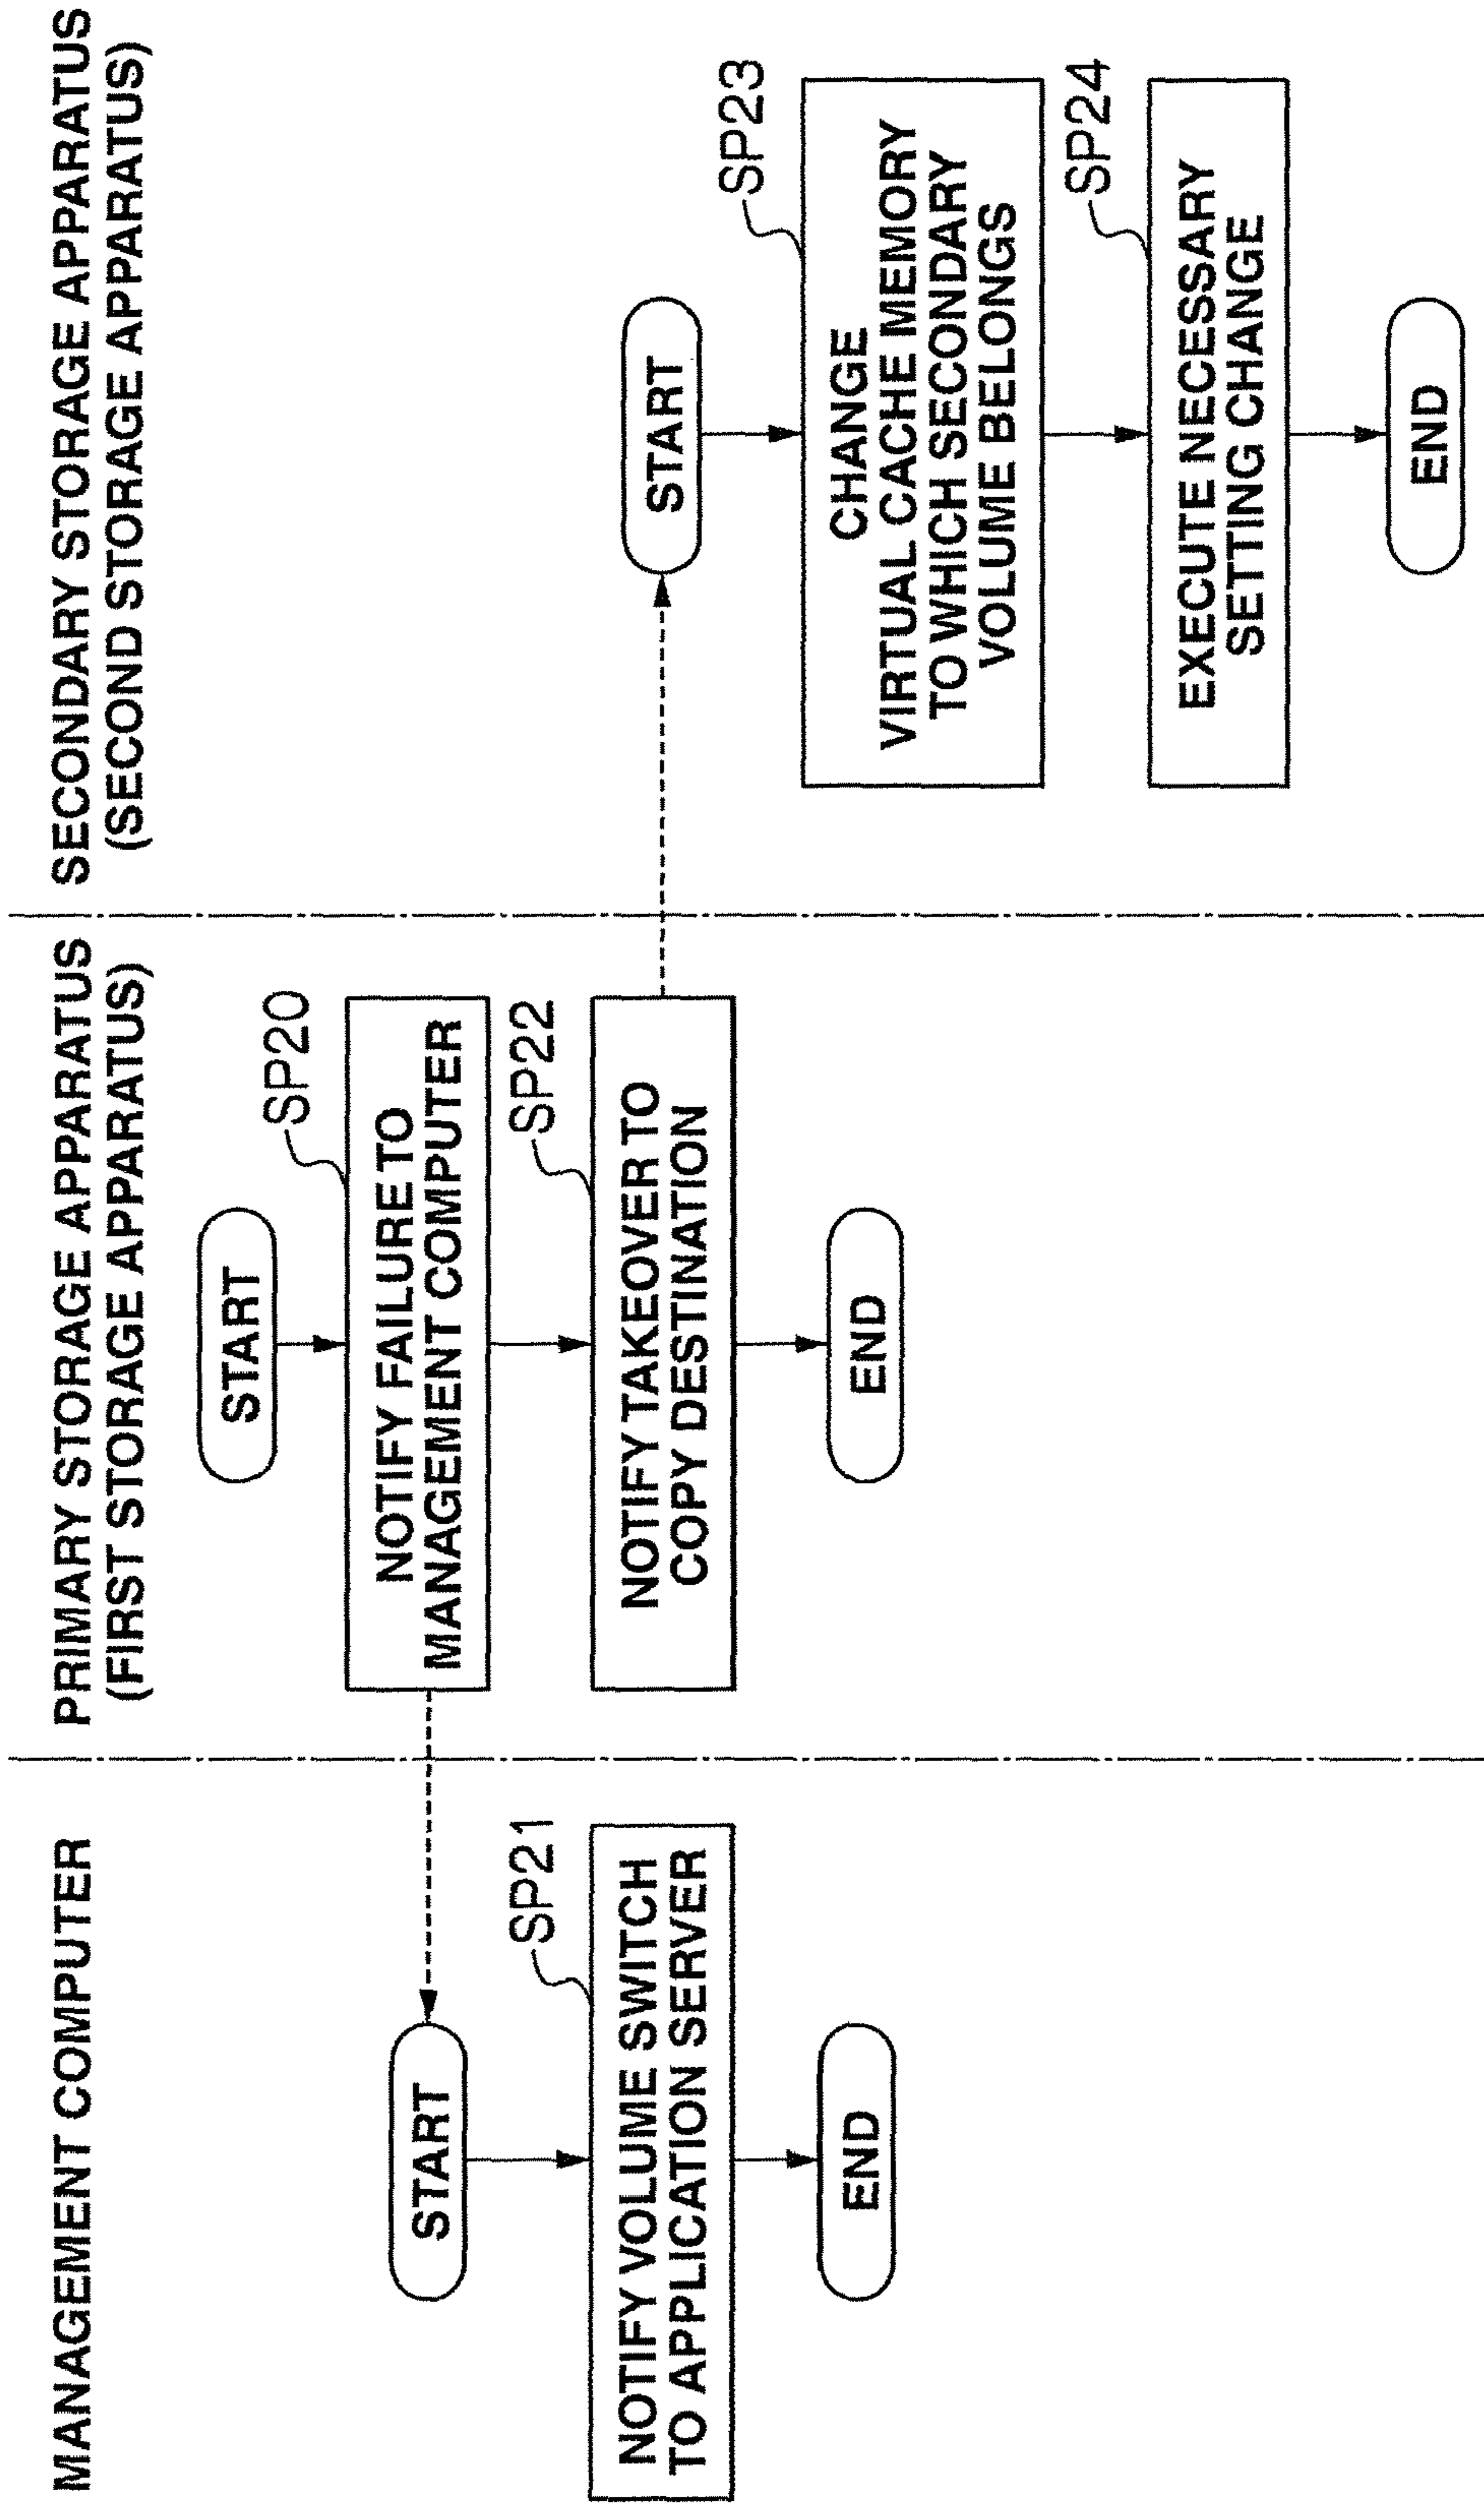 MANAGEMENT COMPUTER
START
SP21
NOTIFY VOLUME SWITCH
TO APPLICATION SERVER
END
PRIMARY STORAGE APPARATUS
(FIRST STORAGE APPARATUS)
START
SP20
NOTIFY FAILURE TO
MANAGEMENT COMPUTER
SP22
NOTIFY TAKEOVER TO
COPY DESTINATION
END
SECONDARY STORAGE APPARATUS
(SECOND STORAGE APPARATUS)
START
SP23
CHANGE
VIRTUAL CACHE MEMORY
TO WHICH SECONDARY
VOLUME BELONGS
SP24
EXECUTE NECESSARY
SETTING CHANGE
END